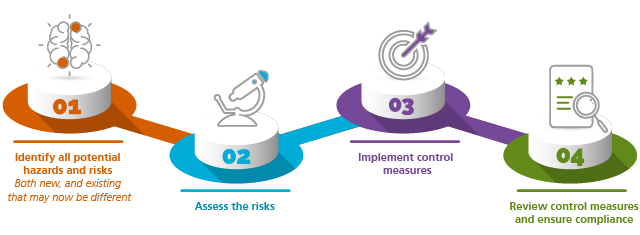 01
Identify all potential
hazards and risks
Both new, and existing
that may now be different
02
Assess the risks
03
Implement control
measures
04
Review control measures
and ensure compliance